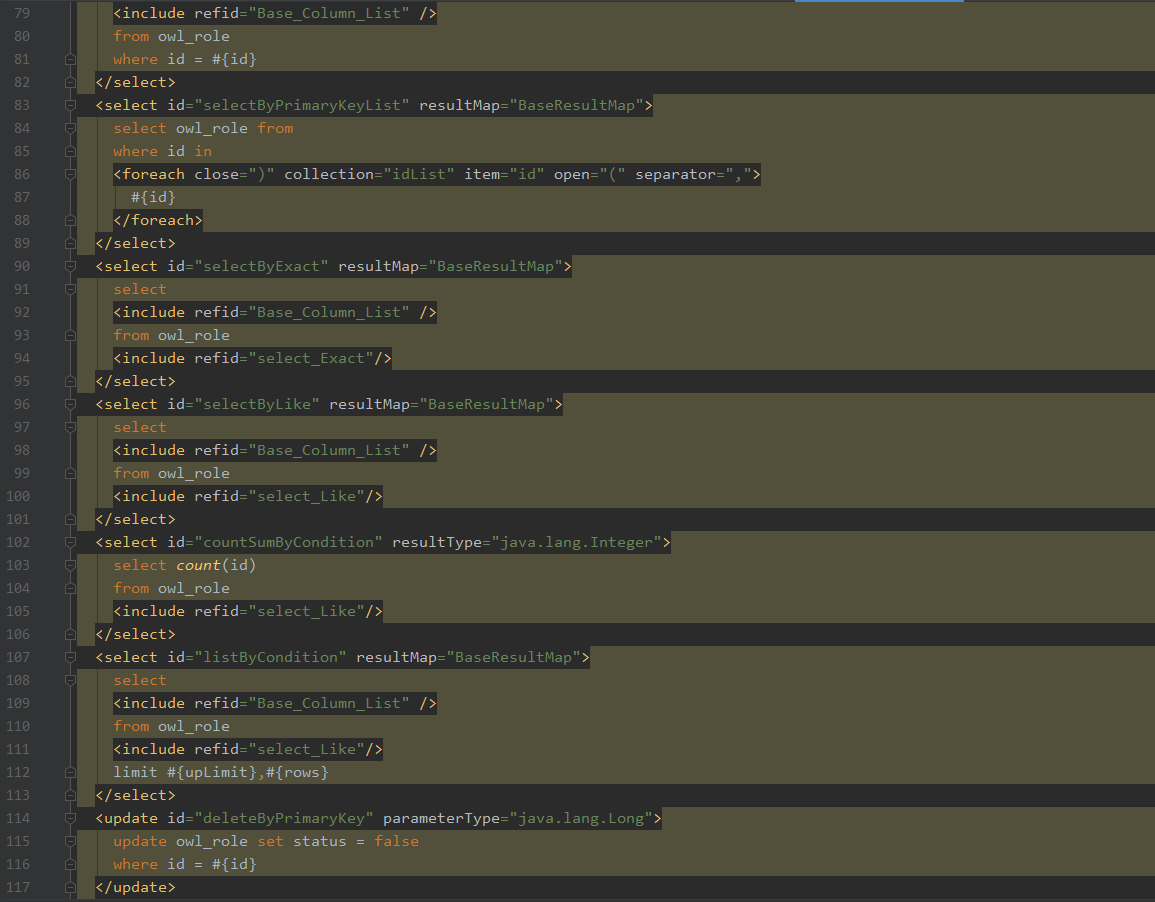 79 <include refid="Base_Column_List" />
80 from owl_role
81 where id = #{id}
82 </select>
83 <select id="selectByPrimaryKeyList" resultMap="BaseResultMap">
84 select owl_role from
85 where id in
86 <foreach close=")" collection="idList" item="id" open="(" separator=",">
87 #{id}
88 </foreach>
89 </select>
90 <select id="selectByExact" resultMap="BaseResultMap">
91 select
92 <include refid="Base_Column_List" />
93 from owl_role
94 <include refid="select_Exact"/>
95 </select>
96 <select id="selectByLike" resultMap="BaseResultMap">
97 select
98 <include refid="Base_Column_List" />
99 from owl_role
100 <include refid="select_Like"/>
101 </select>
102 <select id="countSumByCondition" resultType="java.lang.Integer">
103 select count(id)
104 from owl_role
105 <include refid="select_Like"/>
106 </select>
107 <select id="listByCondition" resultMap="BaseResultMap">
108 select
109 <include refid="Base_Column_List" />
110 from owl_role
111 <include refid="select_Like"/>
112 limit #{upLimit},#{rows}
113 </select>
114 <update id="deleteByPrimaryKey" parameterType="java.lang.Long">
115 update owl_role set status = false
116 where id = #{id}
117 </update>